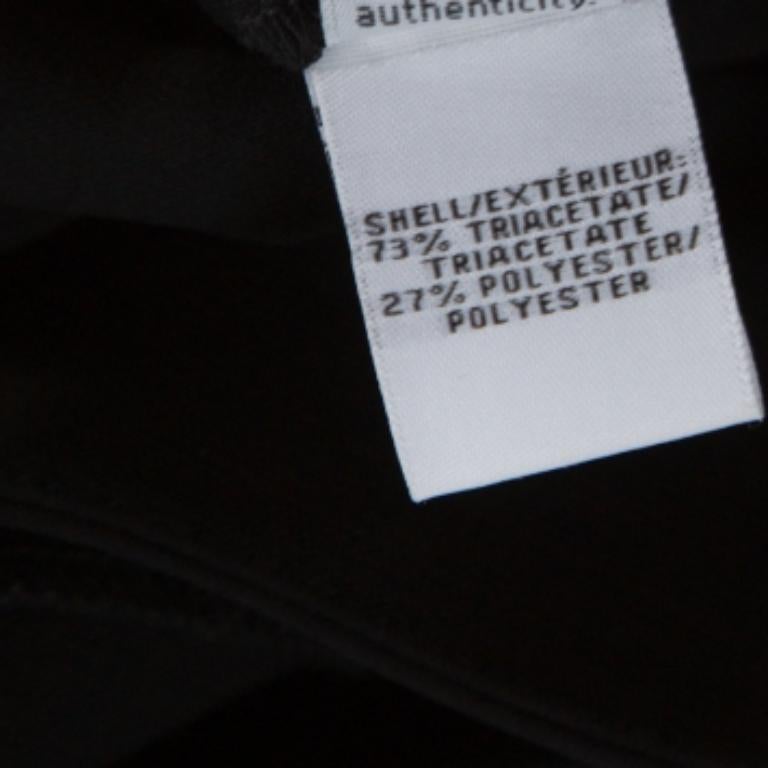 authenticity.
SHELL/EXTÉRIEUR:
73% TRIACETATE/
TRIACETATE
27% POLYESTER/
POLYESTER